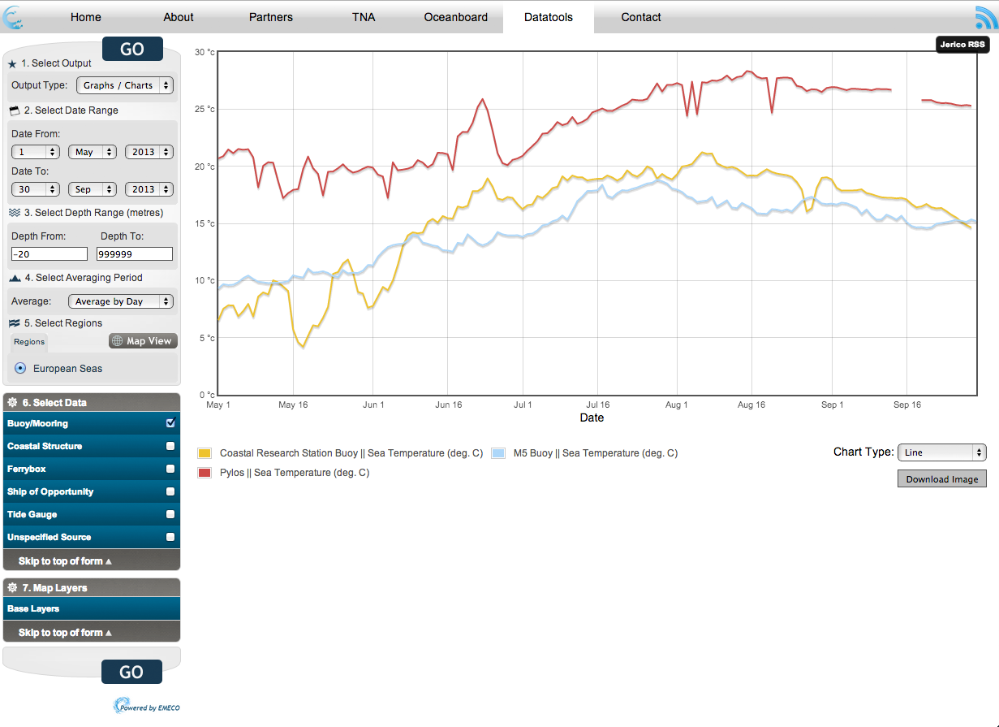 Home About Partners TNA Oceanboard Datatools Contact
Jerico RSS
GO
1. Select Output
Output Type: Graphs / Charts
2. Select Date Range
Date From:
1 May 2013
Date To:
30 Sep 2013
3. Select Depth Range (metres)
Depth From: Depth To:
-20 999999
4. Select Averaging Period
Average: Average by Day
5. Select Regions
Regions Map View
European Seas
6. Select Data
Buoy/Mooring
Coastal Structure
Ferrybox
Ship of Opportunity
Tide Gauge
Unspecified Source
Skip to top of form ▲
7. Map Layers
Base Layers
Skip to top of form ▲
GO
Powered by EMECO
30 °c
25 °c
20 °c
15 °c
10 °c
5 °c
0 °c
May 1 May 16 Jun 1 Jun 16 Jul 1 Jul 16 Aug 1 Aug 16 Sep 1 Sep 16
Date
Coastal Research Station Buoy || Sea Temperature (deg. C) M5 Buoy || Sea Temperature (deg. C)
Pylos || Sea Temperature (deg. C)
Chart Type: Line
Download Image